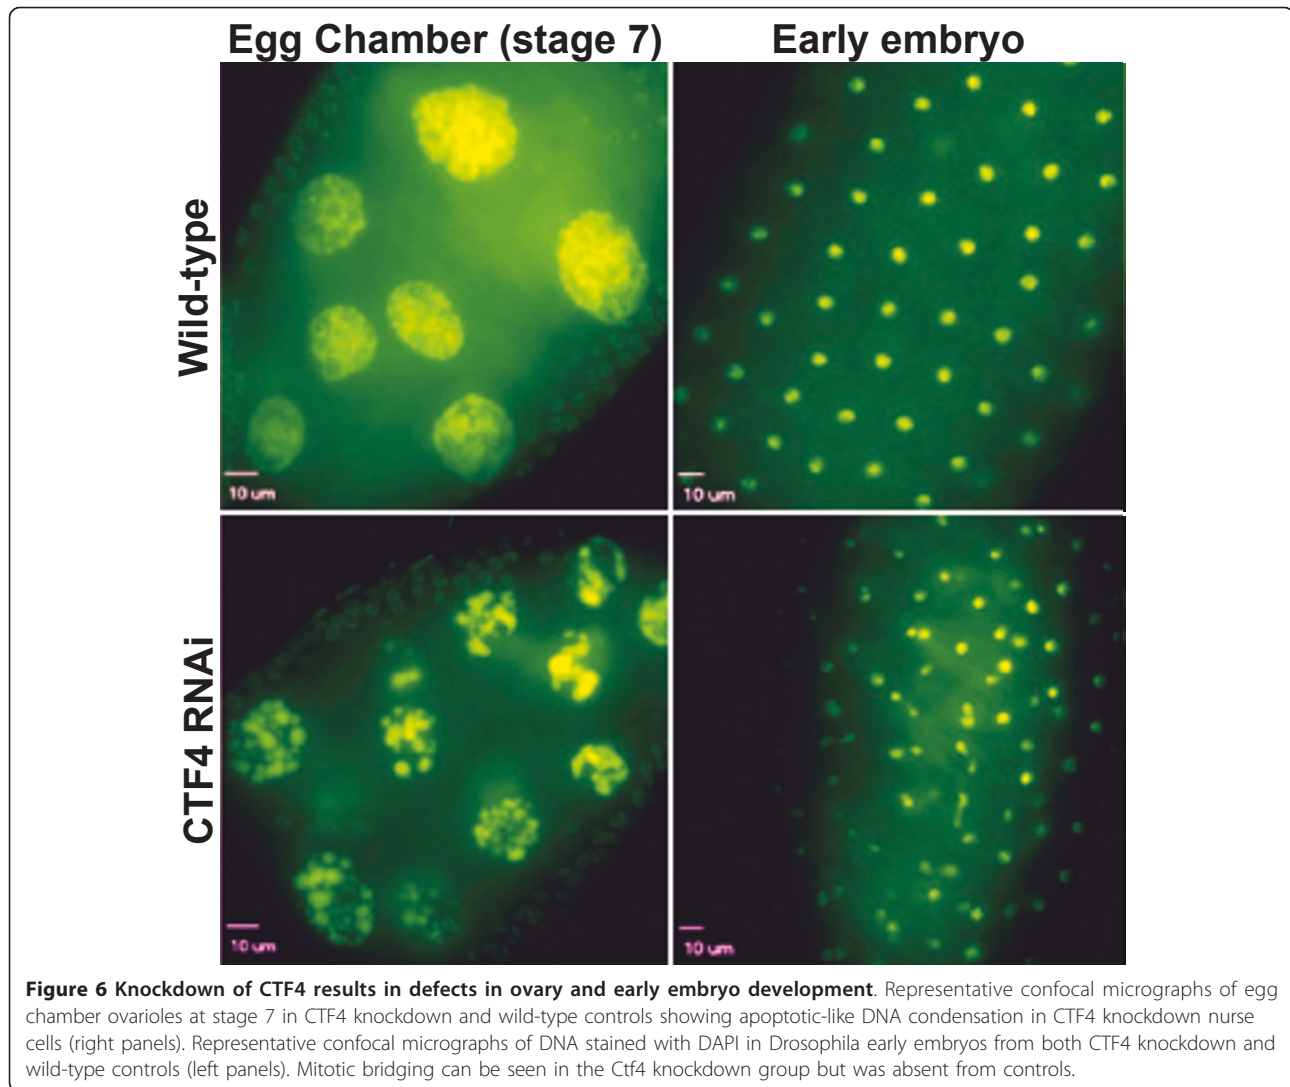 Egg Chamber (stage 7) Early embryo
Wild-type
10 um 10 um
CTF4 RNAi
10 um 10 um
Figure 6 Knockdown of CTF4 results in defects in ovary and early embryo development. Representative confocal micrographs of egg
chamber ovarioles at stage 7 in CTF4 knockdown and wild-type controls showing apoptotic-like DNA condensation in CTF4 knockdown nurse
cells (right panels). Representative confocal micrographs of DNA stained with DAPI in Drosophila early embryos from both CTF4 knockdown and
wild-type controls (left panels). Mitotic bridging can be seen in the Ctf4 knockdown group but was absent from controls.